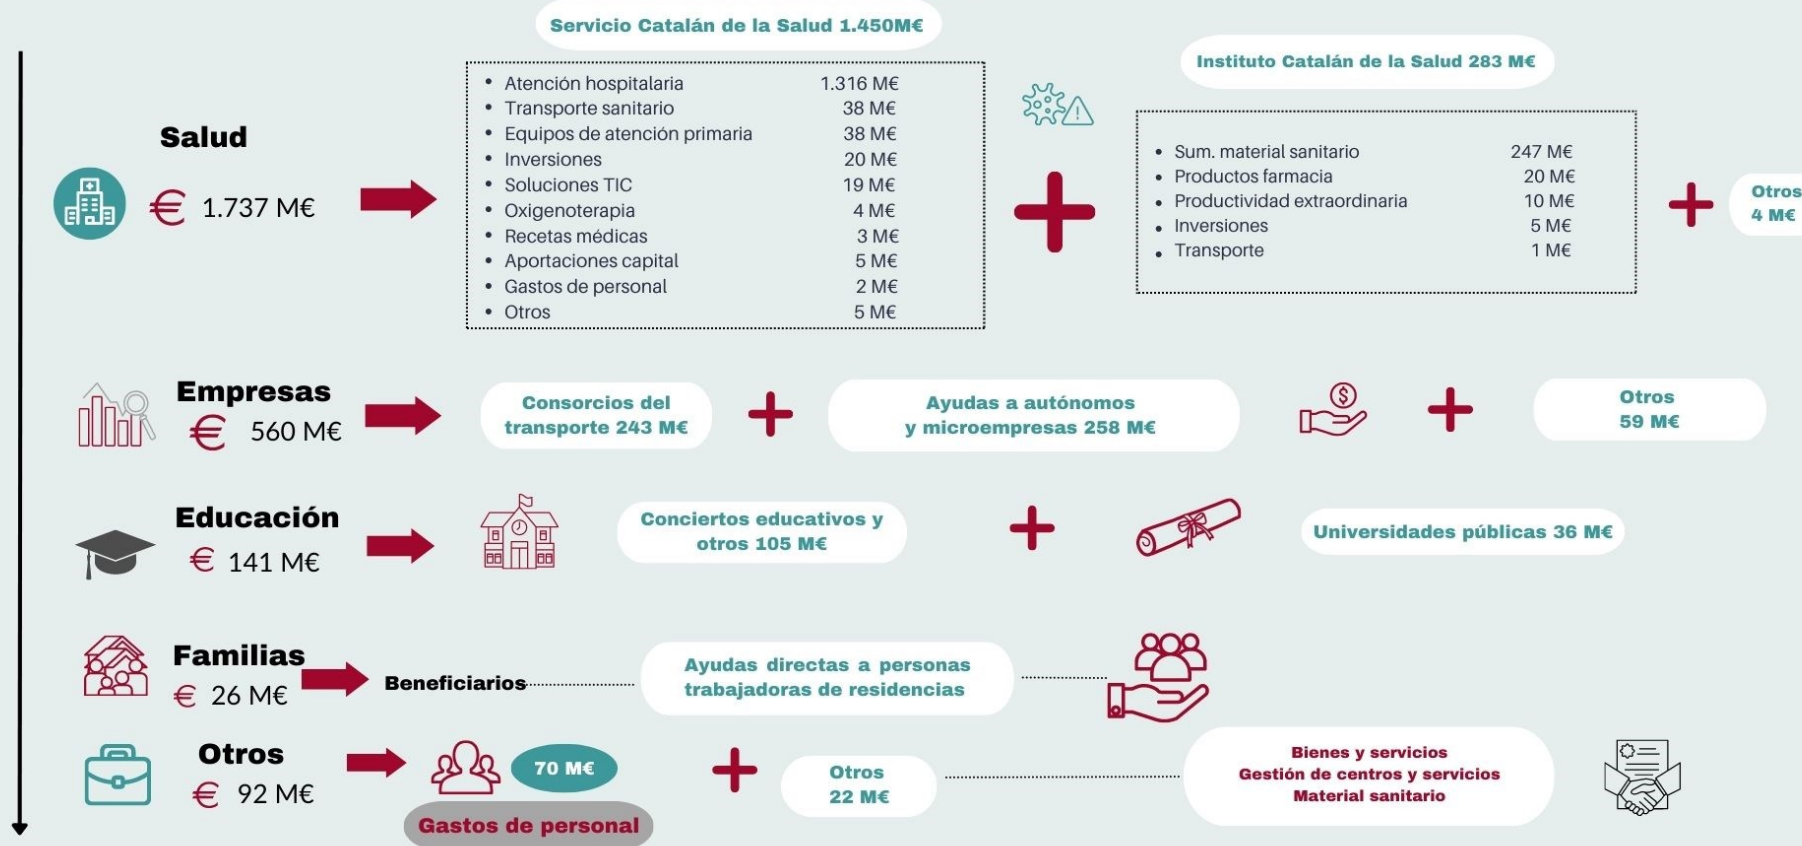 Servicio Catalán de la Salud 1.450M€
Instituto Catalán de la Salud 283 M€
Salud
€ 1.737 M€
• Atención hospitalaria 1.316 M€
• Transporte sanitario 38 M€
• Equipos de atención primaria 38 M€
• Inversiones 20 M€
• Soluciones TIC 19 M€
• Oxigenoterapia 4 M€
• Recetas médicas 3 M€
• Aportaciones capital 5 M€
• Gastos de personal 2 M€
• Otros 5 M€
+
• Sum. material sanitario 247 M€
• Productos farmacia 20 M€
• Productividad extraordinaria 10 M€
• Inversiones 5 M€
• Transporte 1 M€
+
Otros
4 M€
Empresas
€ 560 M€
Consorcios del
transporte 243 M€
+
Ayudas a autónomos
y microempresas 258 M€
$
+
Otros
59 M€
Educación
€ 141 M€
Conciertos educativos y
otros 105 M€
+
Universidades públicas 36 M€
Familias
€ 26 M€
Beneficiarios
Ayudas directas a personas
trabajadoras de residencias
Otros
€ 92 M€
70 M€
Gastos de personal
+
Otros
22 M€
Bienes y servicios
Gestión de centros y servicios
Material sanitario